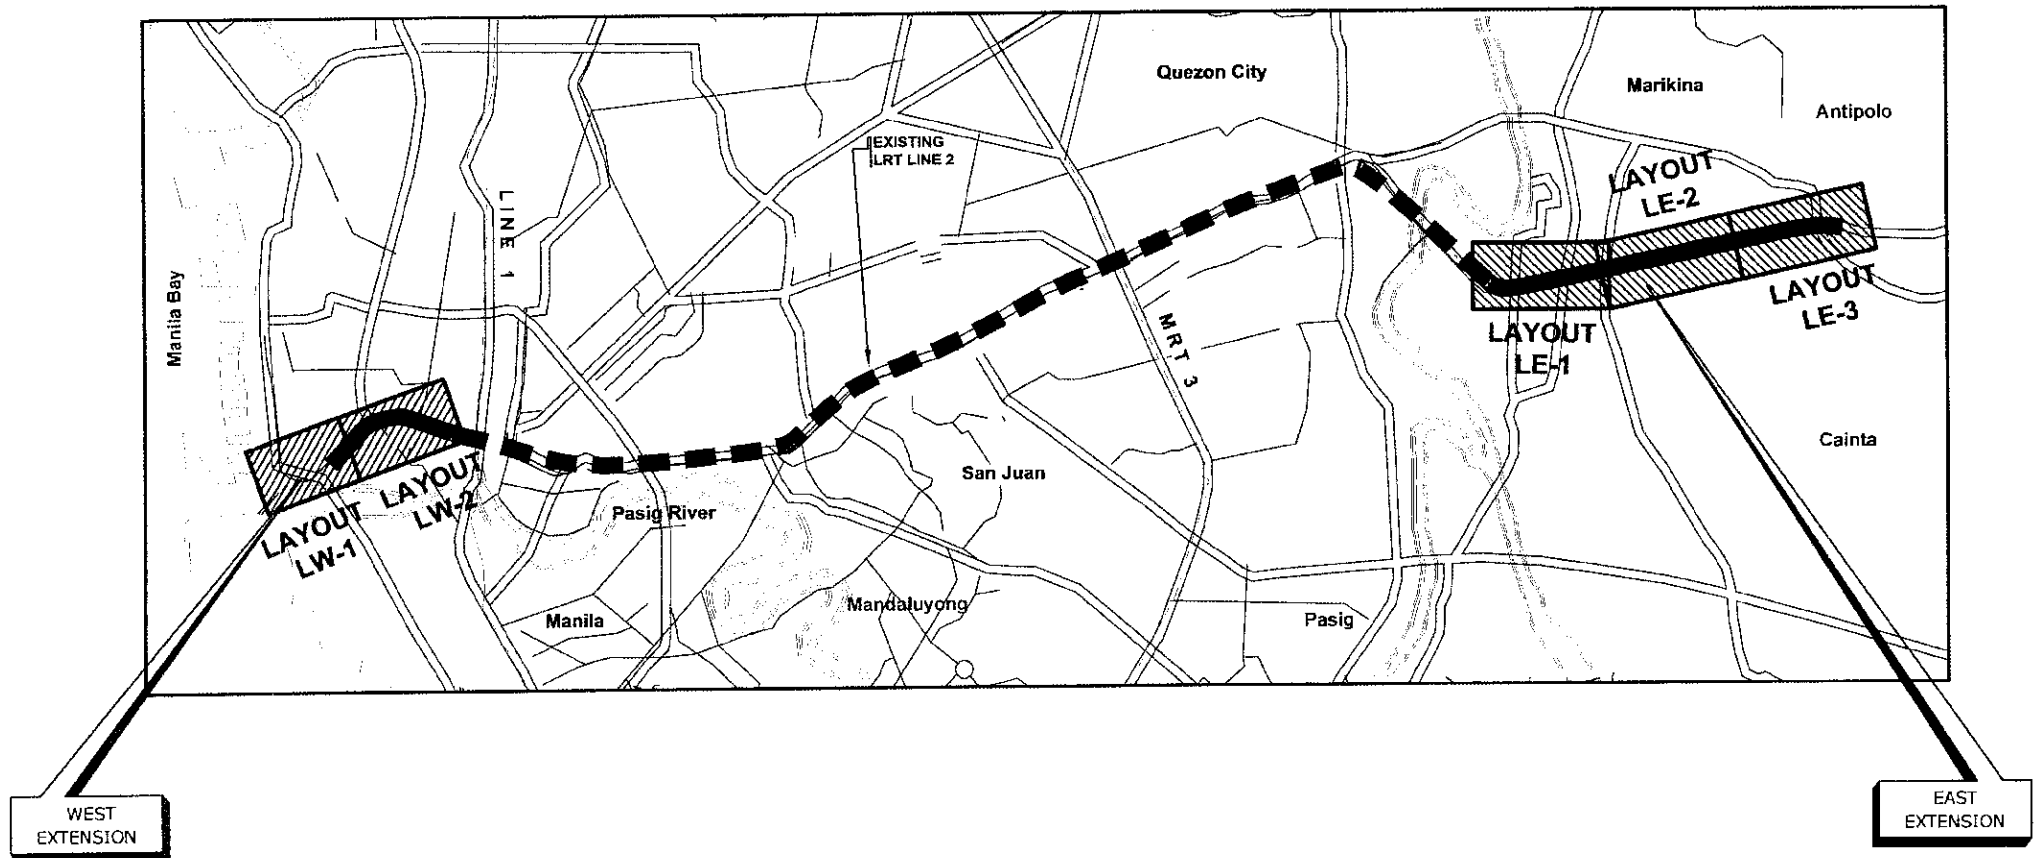 Quezon City
Marikina
Antipolo
EXISTING
LRT LINE 2
LAYOUT
LE-2
LINE 1
Manila Bay
LAYOUT
LE-3
MRT 3
LAYOUT
LE-1
Cainta
San Juan
LAYOUT
LW-2
Pasig River
LAYOUT
LW-1
Mandaluyong
Manila
Pasig
WEST
EXTENSION
EAST
EXTENSION